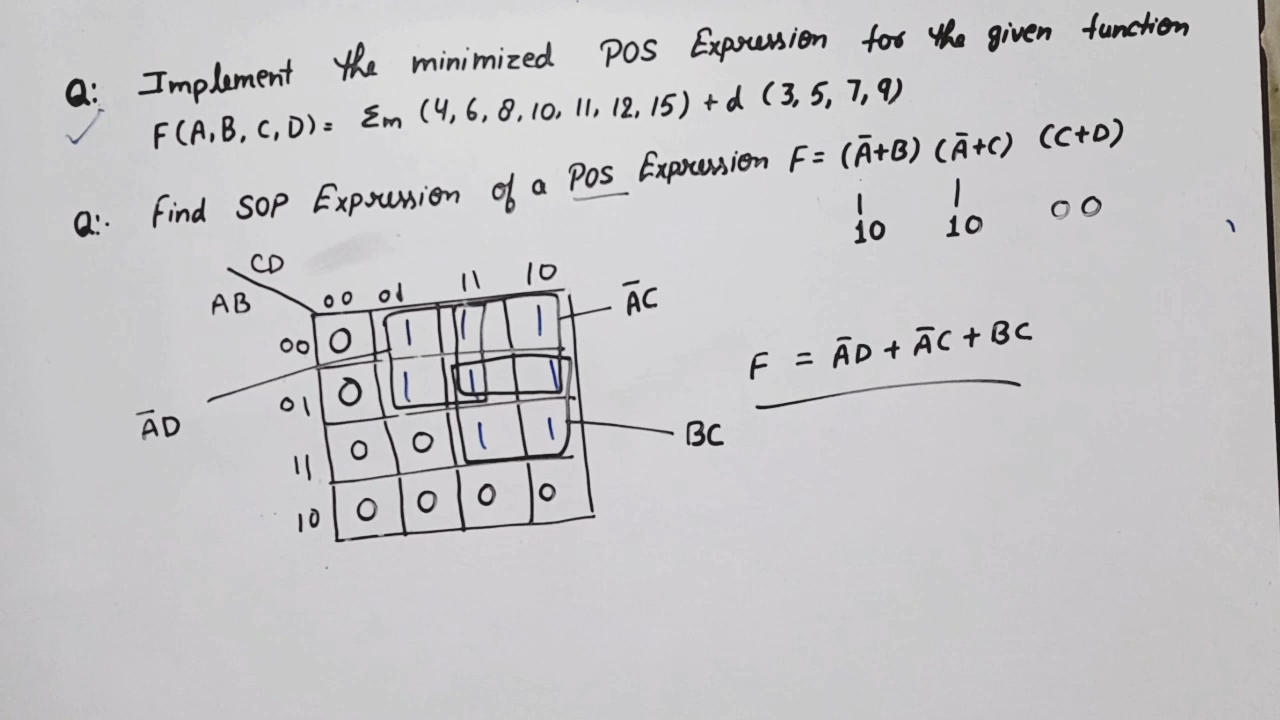 Q: Implement the minimized POS Expression for the given function
F(A,B,C,D)= Σm (4,6,8,10,11,12,15) + d (3,5,7,9)
Q:. Find SOP Expression of a POS Expression F= (Ā+B) (Ā+C) (C+D)
1 1
10 10 00
CD
AB 00 01 11 10
00 0 1 1 1 ĀC
01 0 1 1 1
ĀD
11 0 0 1 1 BC
10 0 0 0 0
F = ĀD + ĀC + BC